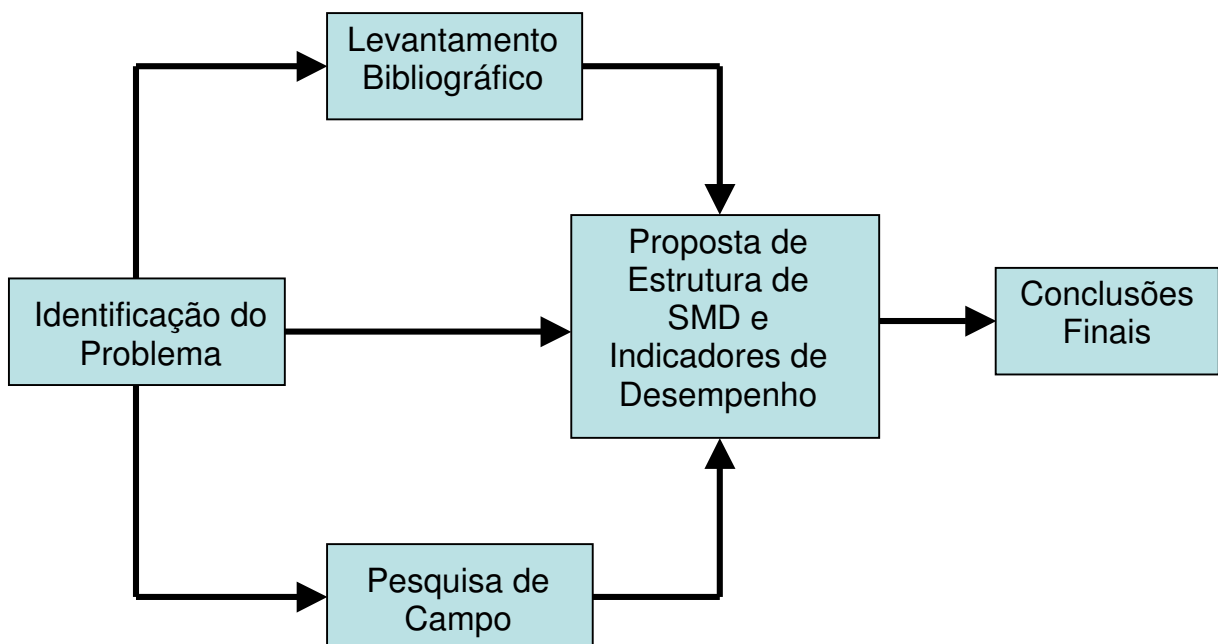 Levantamento
Bibliográfico
Identificação do
Problema
Proposta de
Estrutura de
SMD e
Indicadores de
Desempenho
Conclusões
Finais
Pesquisa de
Campo